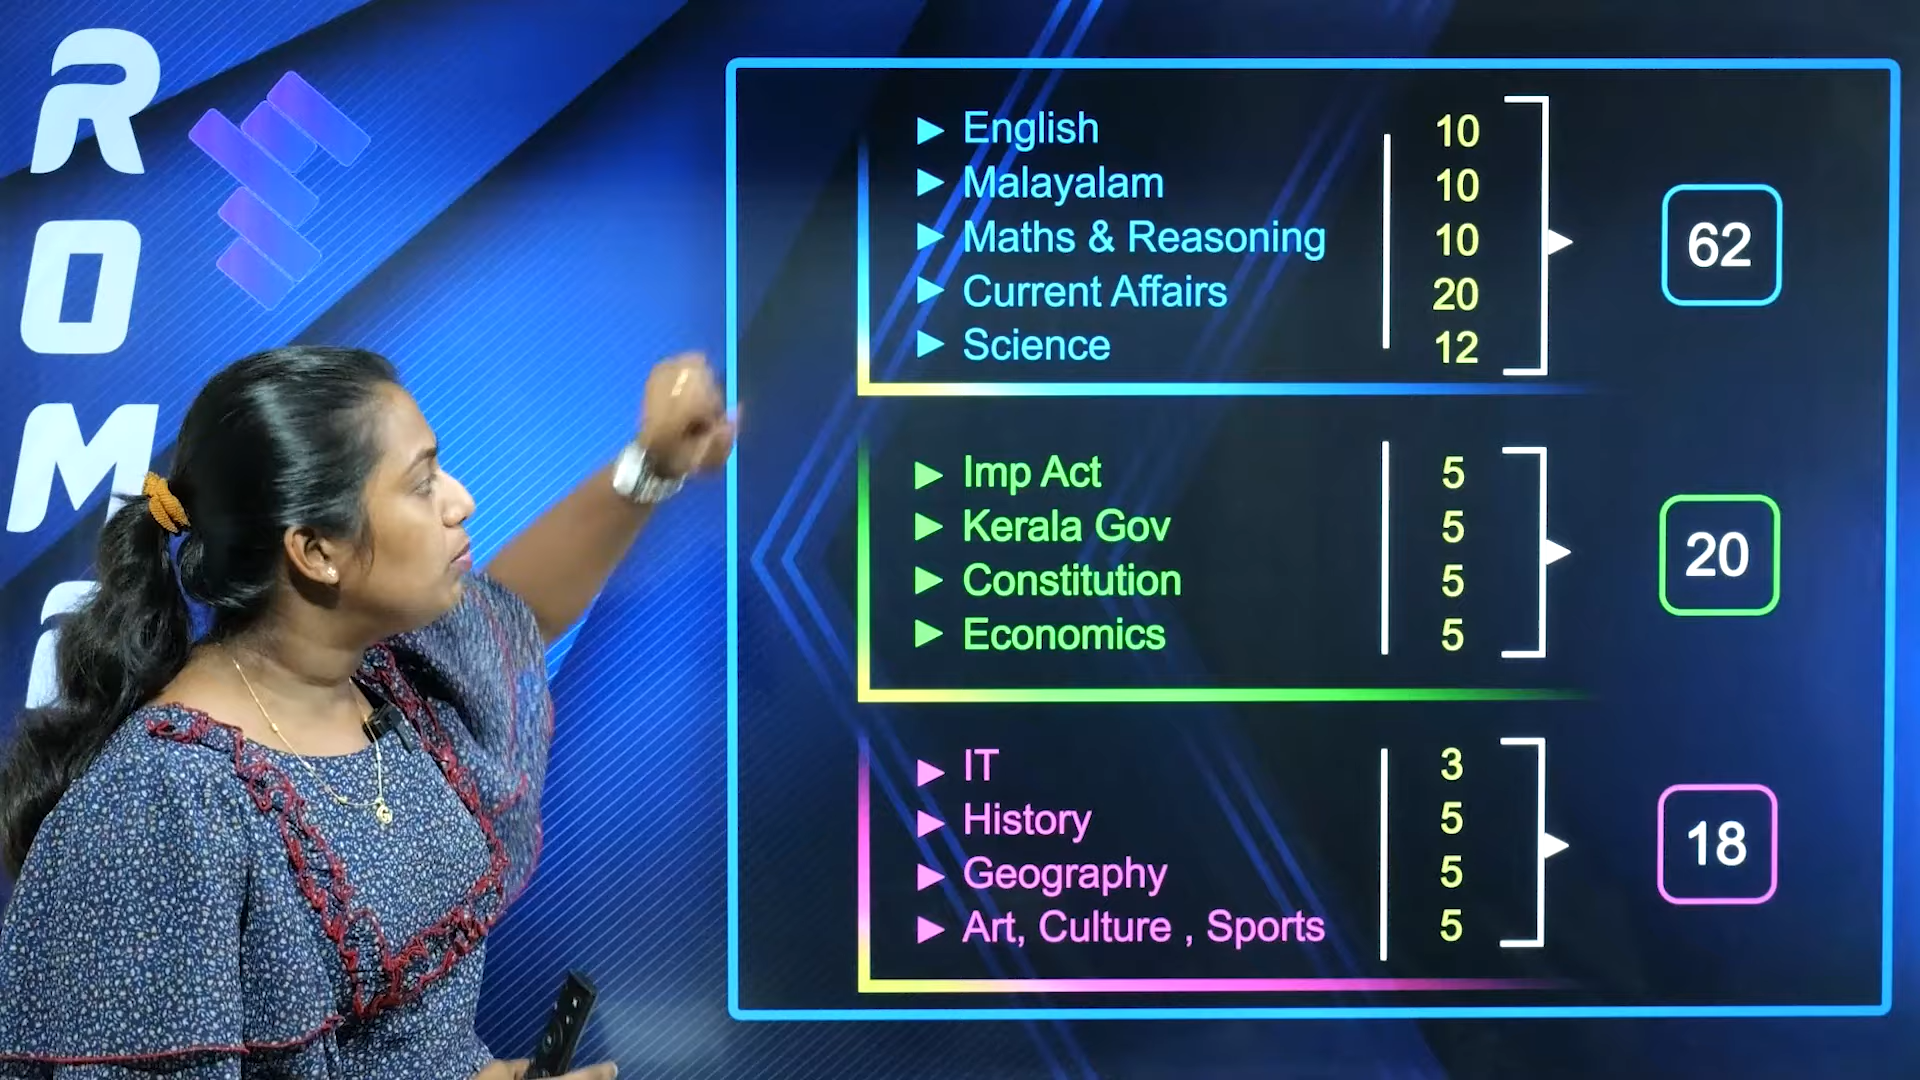 ROM
English 10
Malayalam 10
Maths & Reasoning 10
Current Affairs 20
Science 12
62
Imp Act 5
Kerala Gov 5
Constitution 5
Economics 5
20
IT 3
History 5
Geography 5
Art, Culture , Sports 5
18